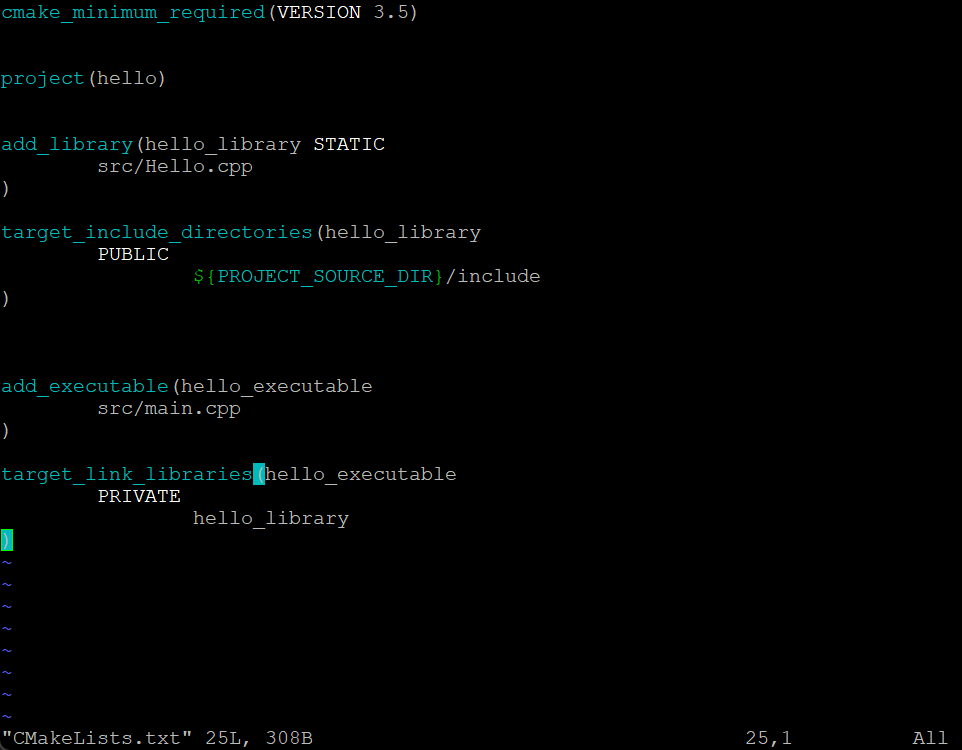 cmake_minimum_required(VERSION 3.5)
project(hello)
add_library(hello_library STATIC
        src/Hello.cpp
)
target_include_directories(hello_library
        PUBLIC
                ${PROJECT_SOURCE_DIR}/include
)
add_executable(hello_executable
        src/main.cpp
)
target_link_libraries(hello_executable
        PRIVATE
                hello_library
)
~
~
~
~
~
~
~
~
"CMakeLists.txt" 25L, 308B 25,1 All